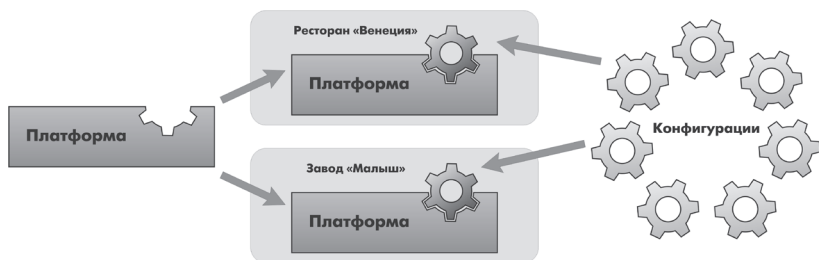 Ресторан «Венеция»
Платформа
Платформа
Конфигурации
Завод «Малыш»
Платформа